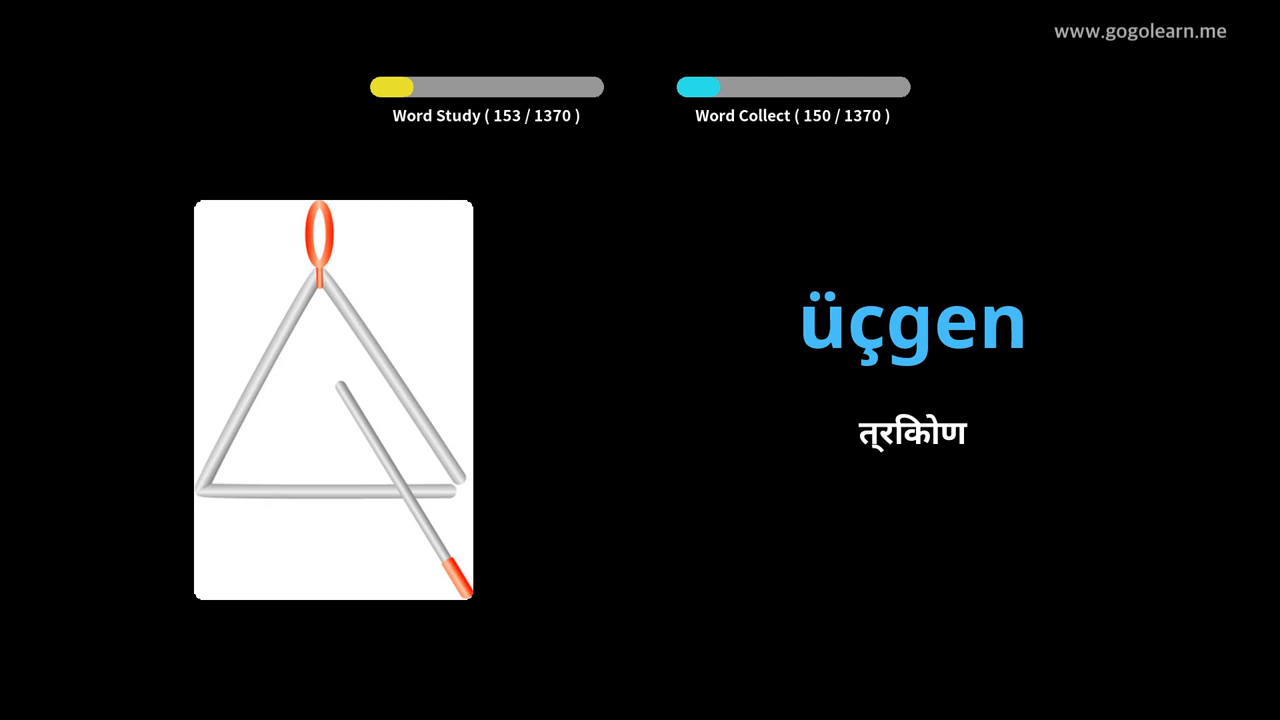 www.gogolearn.me
Word Study ( 153 / 1370 )
Word Collect ( 150 / 1370 )
üçgen
त्रिकोण